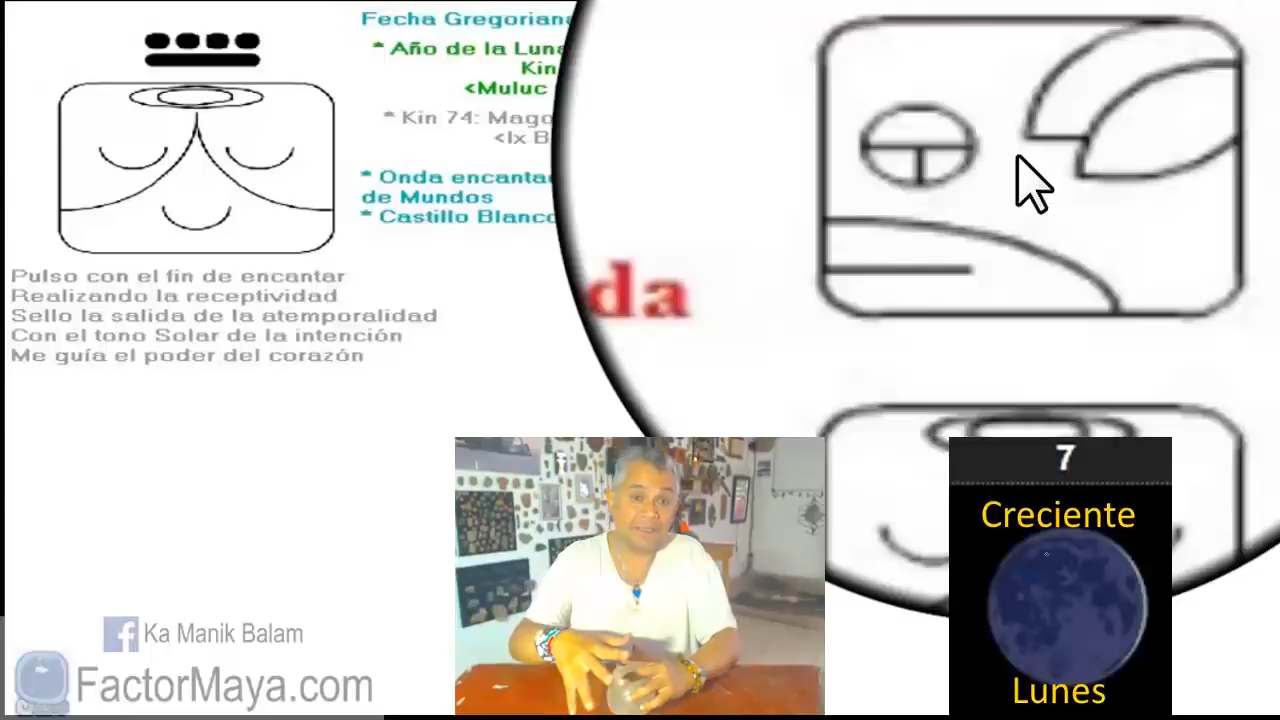 Fecha Gregoriana
* Año de la Luna
Kin
<Muluc
* Kin 74: Mago
<Ix B
* Onda encanta
de Mundos
* Castillo Blanco
Pulso con el fin de encantar
Realizando la receptividad
Sello la salida de la atemporalidad
Con el tono Solar de la intención
Me guía el poder del corazón
da
7
Creciente
Lunes
Ka Manik Balam
FactorMaya.com